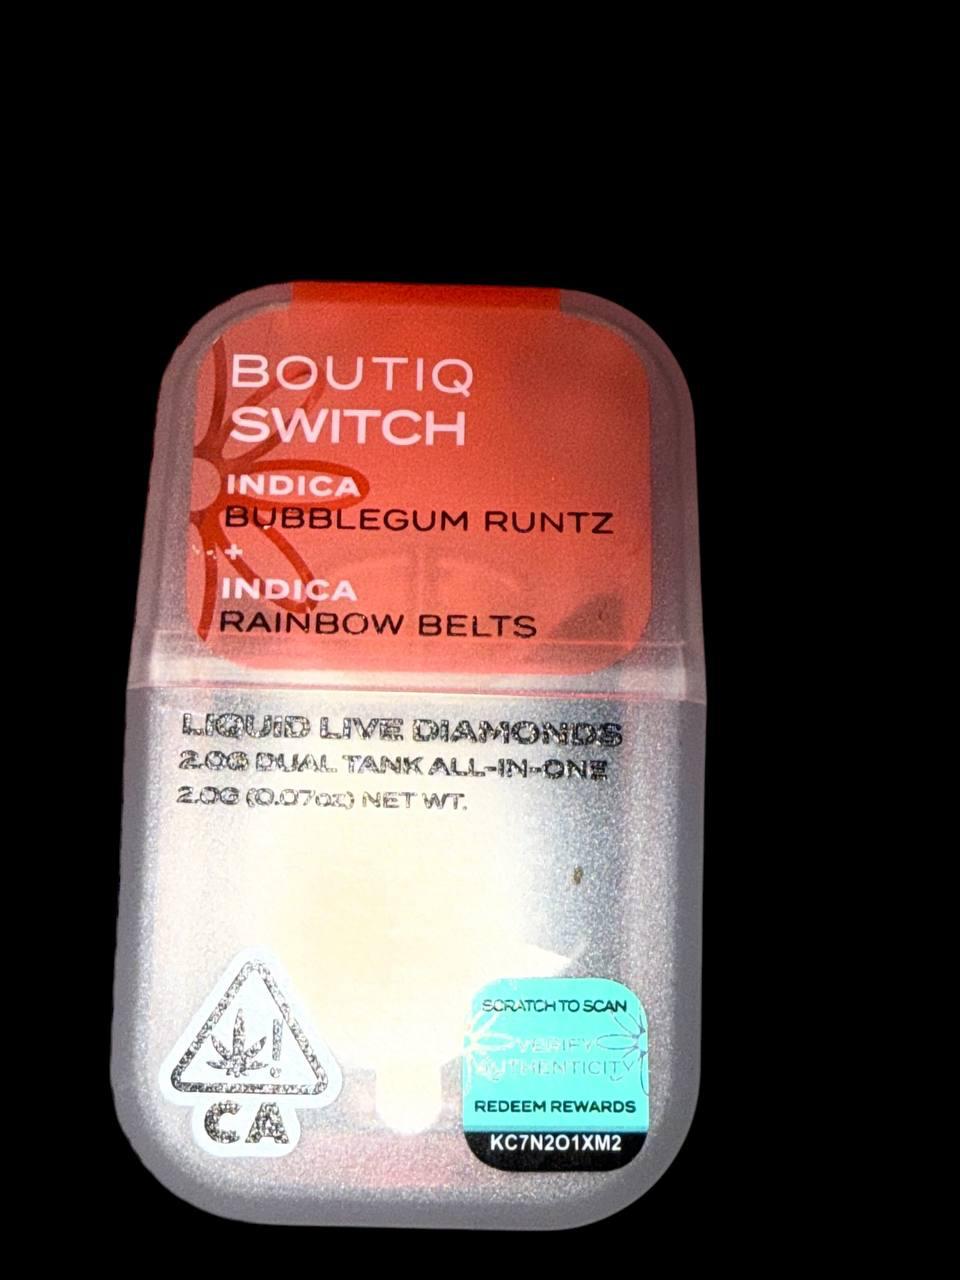 BOUTIQ
SWITCH
INDICA
BUBBLEGUM RUNTZ
+
INDICA
RAINBOW BELTS
LIQUID LIVE DIAMONDS
2.0G DUAL TANK ALL-IN-ONE
2.0G (0.07oz) NET WT.
!
CA
SCRATCH TO SCAN
VERIFY
AUTHENTICITY
REDEEM REWARDS
KC7N2O1XM2